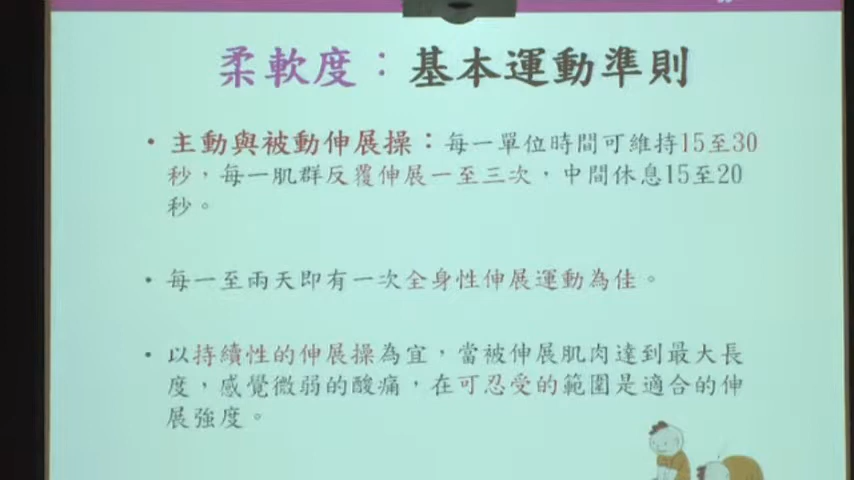 柔軟度：基本運動準則
• 主動與被動伸展操：每一單位時間可維持15至30
秒，每一肌群反覆伸展一至三次，中間休息15至20
秒。
• 每一至兩天即有一次全身性伸展運動為佳。
• 以持續性的伸展操為宜，當被伸展肌肉達到最大長
度，感覺微弱的酸痛，在可忍受的範圍是適合的伸
展強度。